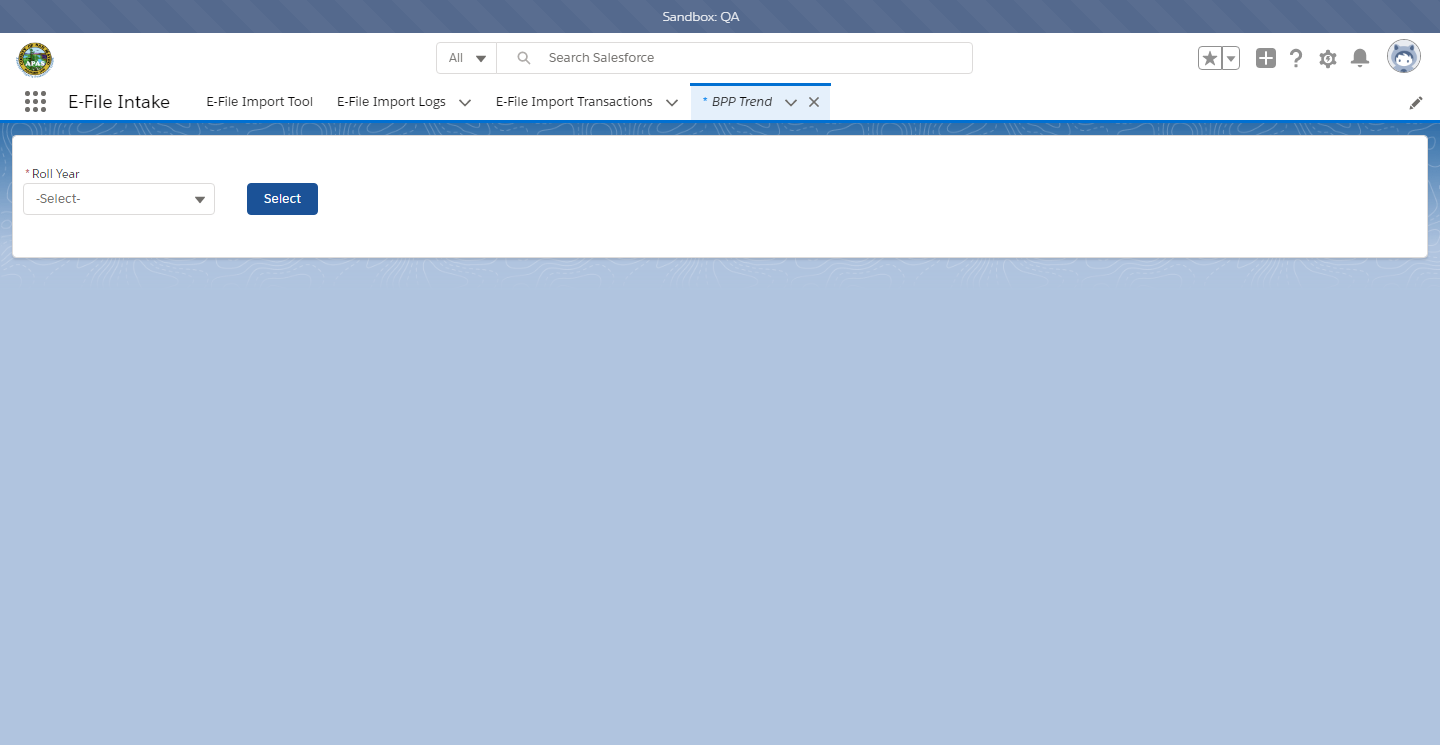 Sandbox: QA
APAS
All
Search Salesforce
E-File Intake
E-File Import Tool
E-File Import Logs
E-File Import Transactions
* BPP Trend
*Roll Year
-Select-
Select